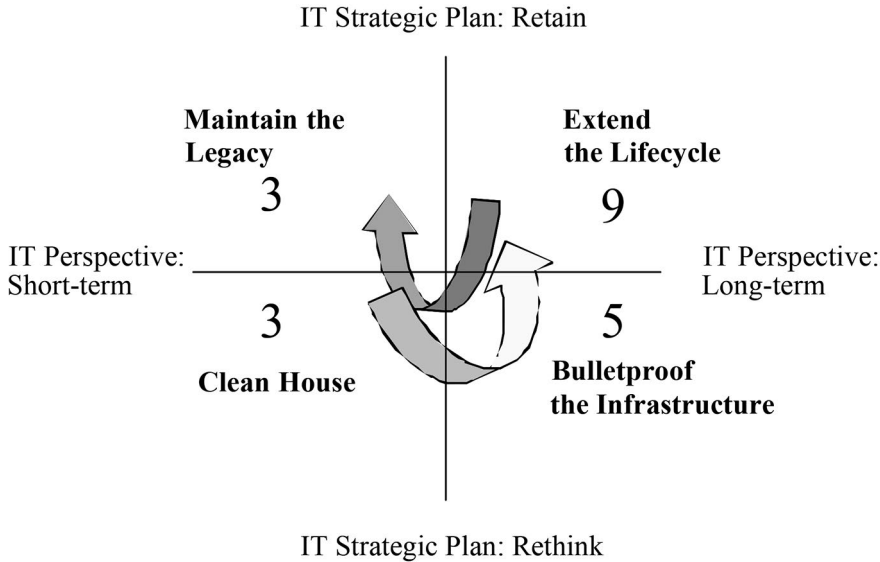 IT Strategic Plan: Retain
Maintain the
Legacy
3
Extend
the Lifecycle
9
IT Perspective:
Short-term
IT Perspective:
Long-term
3
Clean House
5
Bulletproof
the Infrastructure
IT Strategic Plan: Rethink